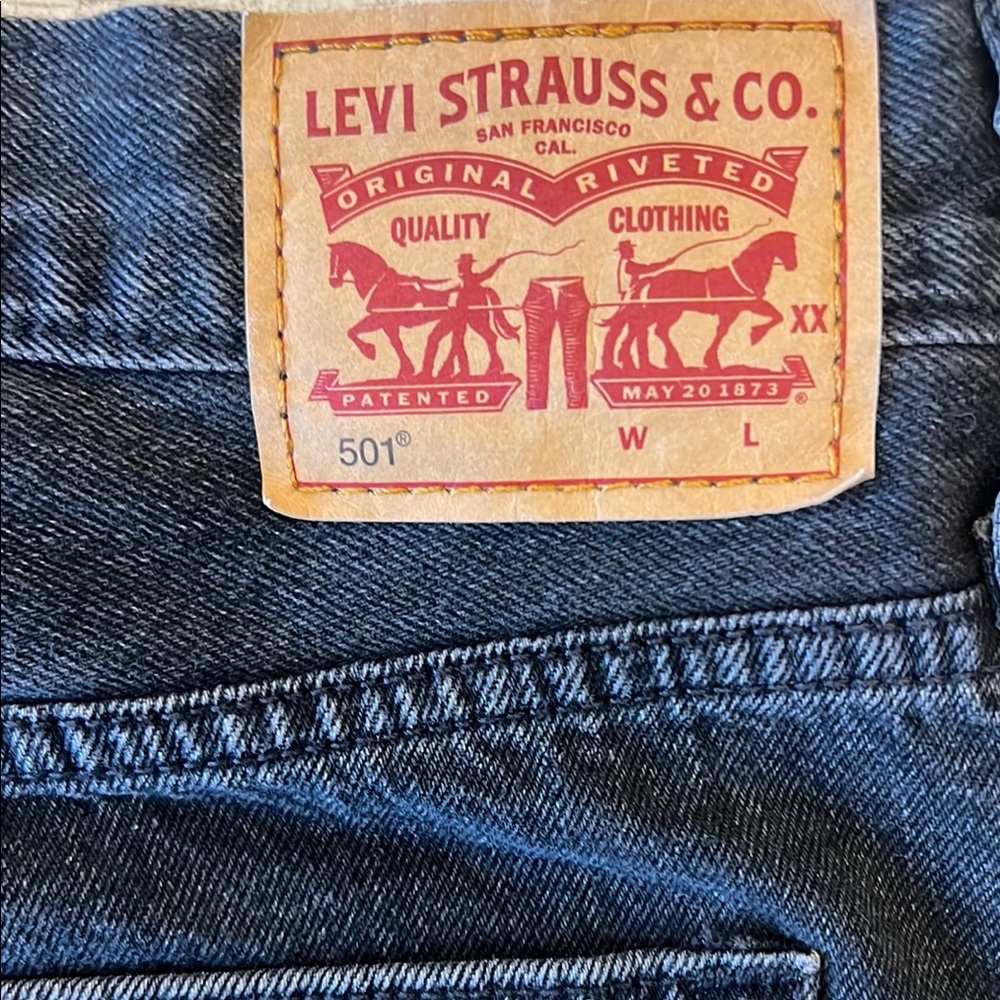 LEVI STRAUSS & CO.
SAN FRANCISCO
CAL.
ORIGINAL RIVETED
QUALITY CLOTHING
XX
PATENTED MAY 20 1873 ®
501® W L